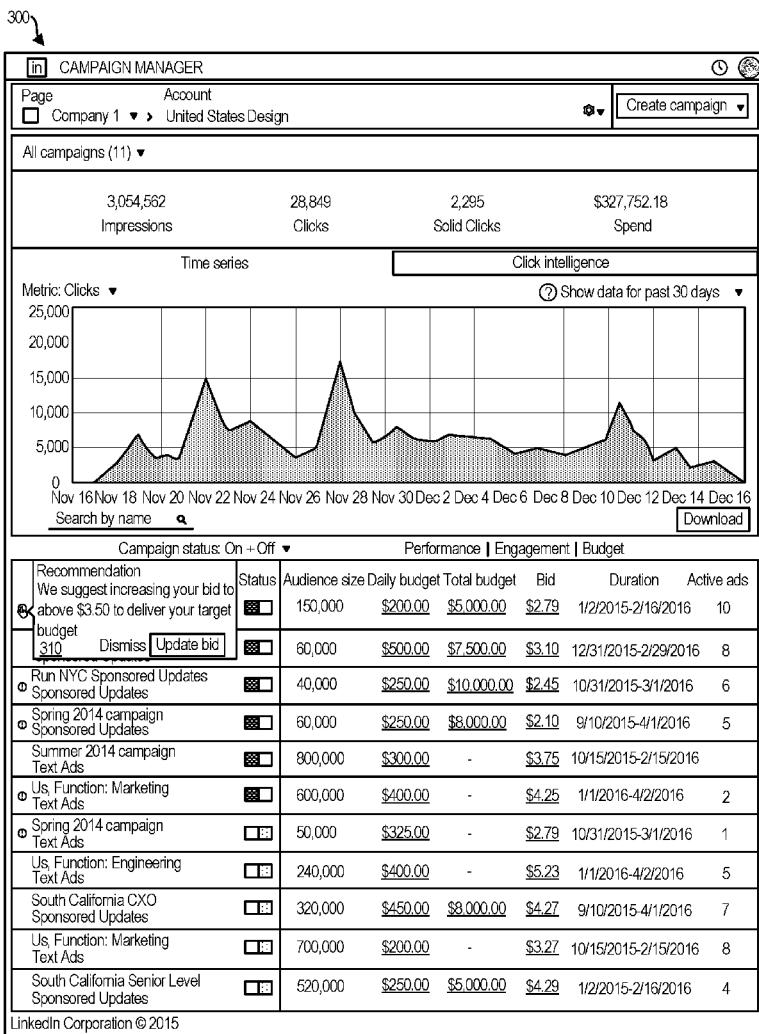 300
in CAMPAIGN MANAGER
Page Account
Company 1 ▼ › United States Design
Create campaign ▼
All campaigns (11) ▼
3,054,562 28,849 2,295 $327,752.18
Impressions Clicks Solid Clicks Spend
Time series Click intelligence
Metric: Clicks ▼ ? Show data for past 30 days ▼
25,000
20,000
15,000
10,000
5,000
0
Nov 16 Nov 18 Nov 20 Nov 22 Nov 24 Nov 26 Nov 28 Nov 30 Dec 2 Dec 4 Dec 6 Dec 8 Dec 10 Dec 12 Dec 14 Dec 16
Search by name Download
Campaign status: On + Off ▼ Performance | Engagement | Budget
Status Audience size Daily budget Total budget Bid Duration Active ads
Recommendation
We suggest increasing your bid to
above $3.50 to deliver your target
budget
310 Dismiss Update bid
150,000 $200.00 $5,000.00 $2.79 1/2/2015-2/16/2016 10
60,000 $500.00 $7,500.00 $3.10 12/31/2015-2/29/2016 8
Run NYC Sponsored Updates
Sponsored Updates
40,000 $250.00 $10,000.00 $2.45 10/31/2015-3/1/2016 6
Spring 2014 campaign
Sponsored Updates
60,000 $250.00 $8,000.00 $2.10 9/10/2015-4/1/2016 5
Summer 2014 campaign
Text Ads
800,000 $300.00 - $3.75 10/15/2015-2/15/2016
Us, Function: Marketing
Text Ads
600,000 $400.00 - $4.25 1/1/2016-4/2/2016 2
Spring 2014 campaign
Text Ads
50,000 $325.00 - $2.79 10/31/2015-3/1/2016 1
Us, Function: Engineering
Text Ads
240,000 $400.00 - $5.23 1/1/2016-4/2/2016 5
South California CXO
Sponsored Updates
320,000 $450.00 $8,000.00 $4.27 9/10/2015-4/1/2016 7
Us, Function: Marketing
Text Ads
700,000 $200.00 - $3.27 10/15/2015-2/15/2016 8
South California Senior Level
Sponsored Updates
520,000 $250.00 $5,000.00 $4.29 1/2/2015-2/16/2016 4
LinkedIn Corporation © 2015